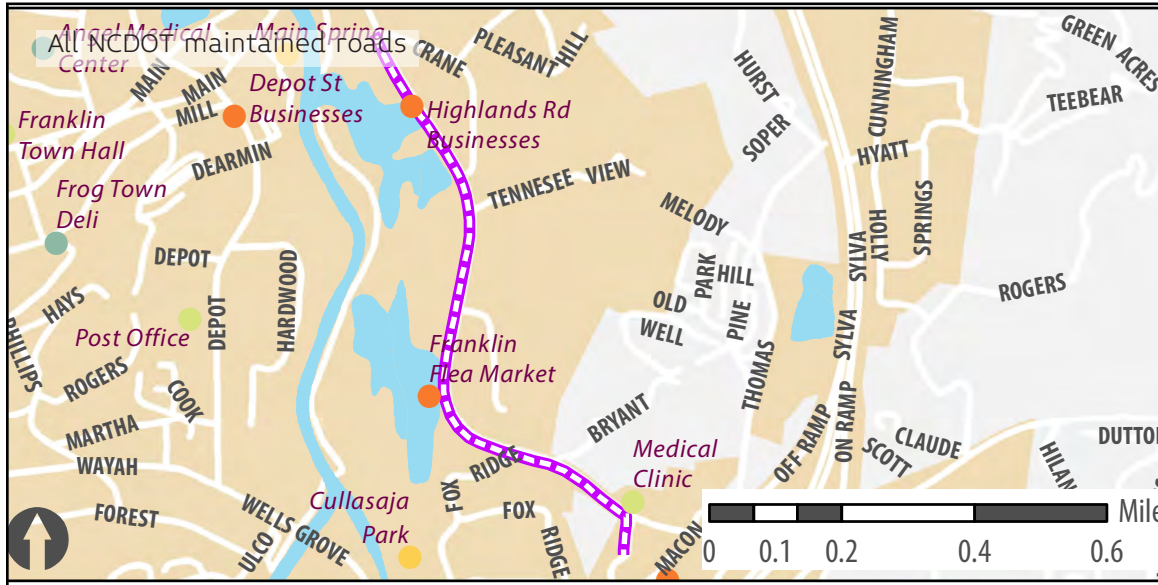 Angel Medical
Center
All NCDOT maintained roads
Main Spring
CRANE
PLEASANT
HILL
MAIN
MAIN
MILL
Depot St
Businesses
Highlands Rd
Businesses
HURST
SOPER
CUNNINGHAM
HYATT
GREEN ACRES
TEEBEAR
Franklin
Town Hall
DEARMIN
Frog Town
Deli
TENNESSEE VIEW
MELODY
PARK
HILL
OLD
WELL
PINE
THOMAS
SYLVA
HOLLY
SPRINGS
ROGERS
DEPOT
DEPOT
HARDWOOD
HAYS
PHILLIPS
Post Office
ROGERS
COOK
Franklin
Flea Market
SYLVA
MARTHA
WAYAH
BRYANT
OFF RAMP
ON RAMP
SCOTT
CLAUDE
DUTTO
HILAN
Medical
Clinic
FOX
RIDGE
FOX
RIDGE
Cullasaja
Park
FOREST
ULCO
WELLS GROVE
MACON
Mile
0 0.1 0.2 0.4 0.6